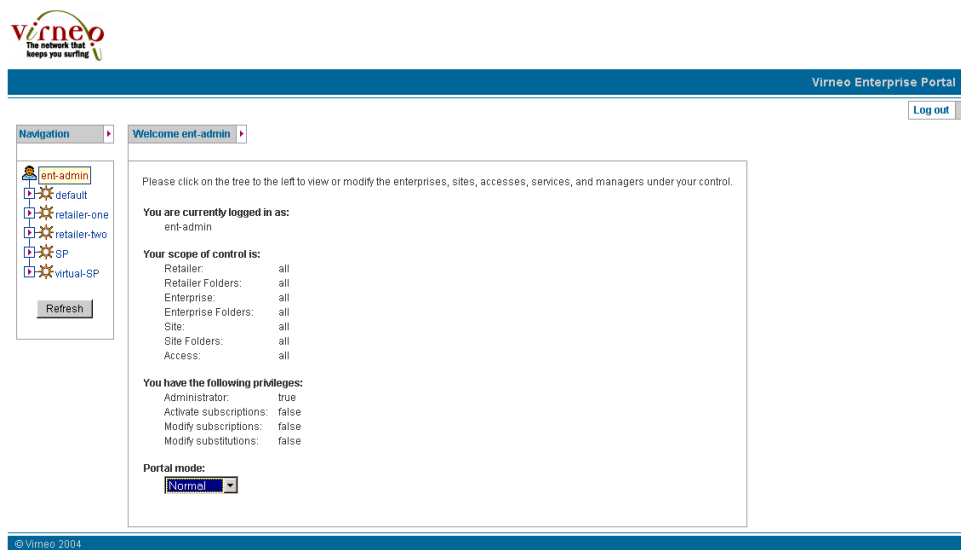 Virneo
The network that
keeps you surfing
Virneo Enterprise Portal
Log out
Navigation
Welcome ent-admin
ent-admin
default
retailer-one
retailer-two
SP
virtual-SP
Refresh
Please click on the tree to the left to view or modify the enterprises, sites, accesses, services, and managers under your control.
You are currently logged in as:
ent-admin
Your scope of control is:
Retailer: all
Retailer Folders: all
Enterprise: all
Enterprise Folders: all
Site: all
Site Folders: all
Access: all
You have the following privileges:
Administrator: true
Activate subscriptions: false
Modify subscriptions: false
Modify substitutions: false
Portal mode:
Normal
© Virneo 2004